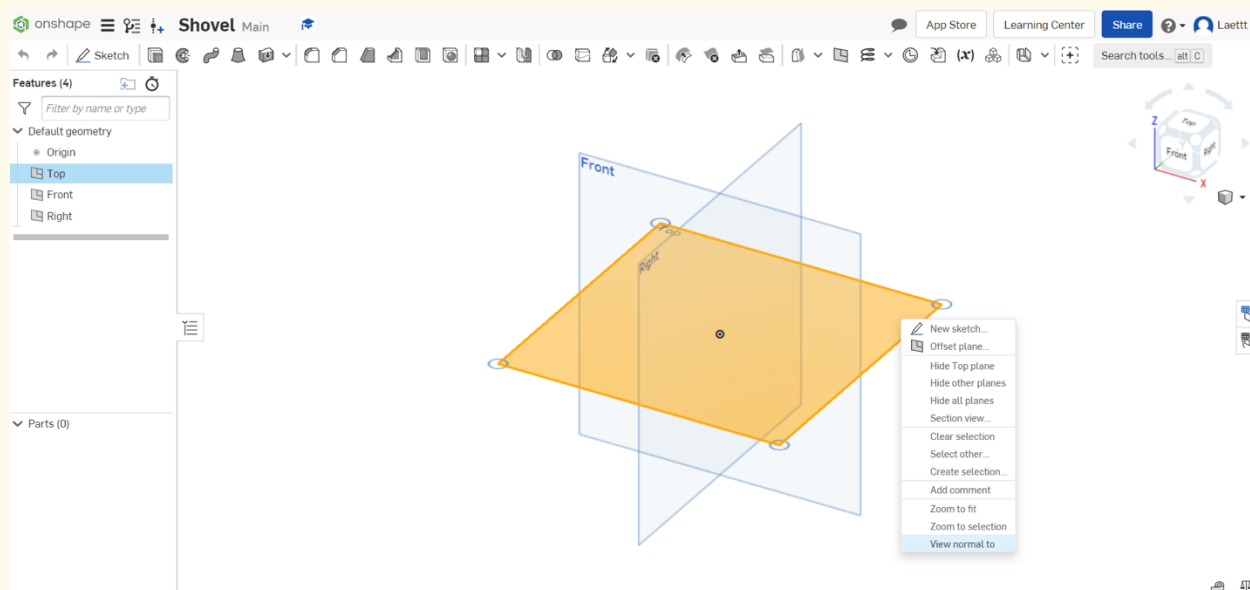 onshape Shovel Main App Store Learning Center Share Laettt
Sketch (x) Search tools... alt C
Features (4)
Filter by name or type
Default geometry
Origin
Top
Front
Right
Parts (0)
Front
Top
Right
Z
Top
Front
Right
X
New sketch...
Offset plane...
Hide Top plane
Hide other planes
Hide all planes
Section view...
Clear selection
Select other...
Create selection...
Add comment
Zoom to fit
Zoom to selection
View normal to